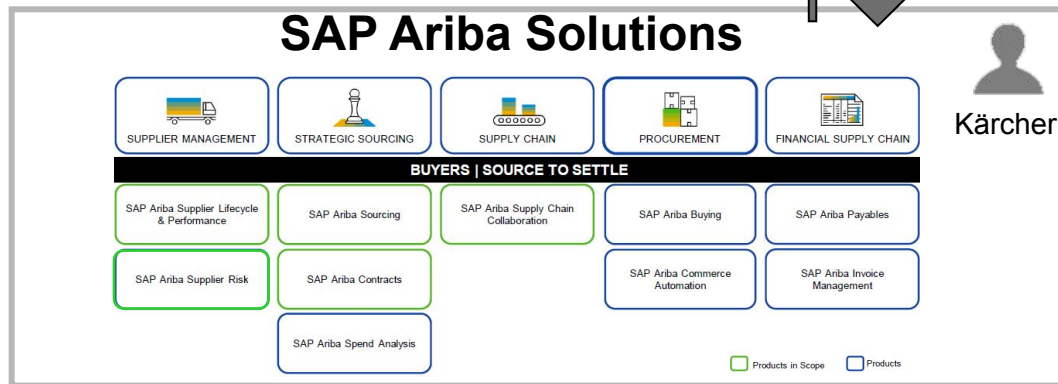 SAP Ariba Solutions
Kärcher
SUPPLIER MANAGEMENT
STRATEGIC SOURCING
SUPPLY CHAIN
PROCUREMENT
FINANCIAL SUPPLY CHAIN
BUYERS | SOURCE TO SETTLE
SAP Ariba Supplier Lifecycle
& Performance
SAP Ariba Sourcing
SAP Ariba Supply Chain
Collaboration
SAP Ariba Buying
SAP Ariba Payables
SAP Ariba Supplier Risk
SAP Ariba Contracts
SAP Ariba Commerce
Automation
SAP Ariba Invoice
Management
SAP Ariba Spend Analysis
Products in Scope
Products